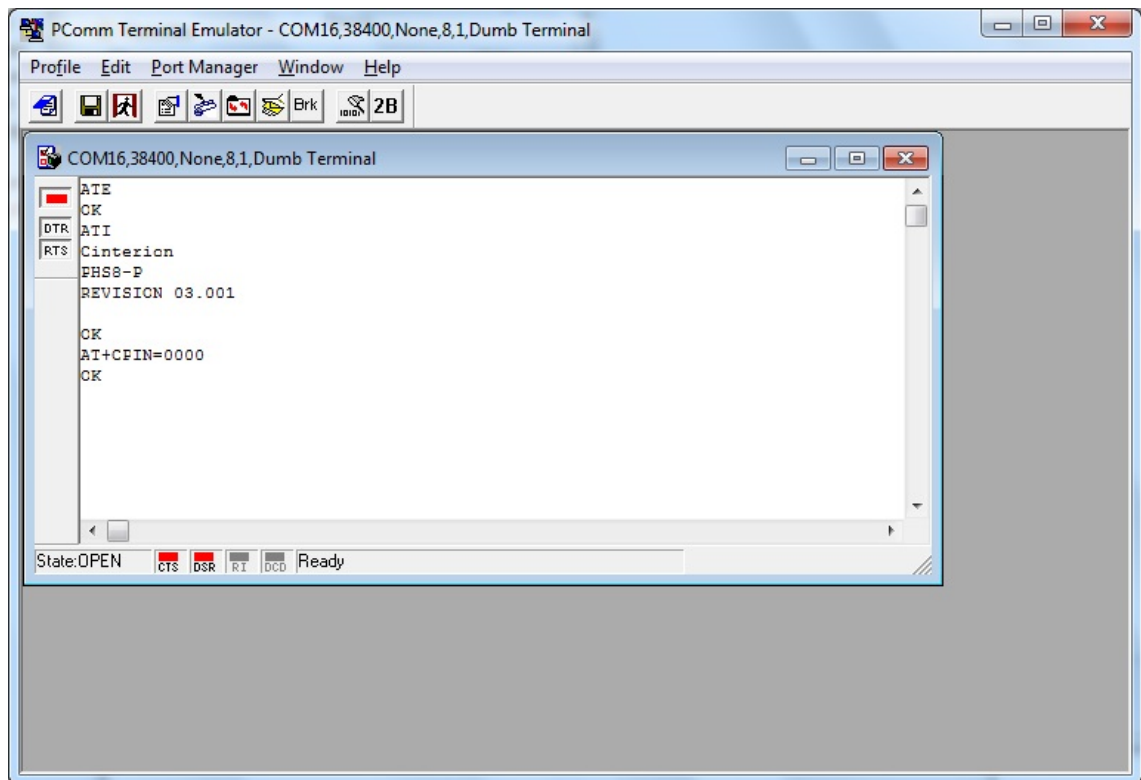 PComm Terminal Emulator - COM16,38400,None,8,1,Dumb Terminal
Profile Edit Port Manager Window Help
Brk 2B
COM16,38400,None,8,1,Dumb Terminal
DTR
RTS
ATE
OK
ATI
Cinterion
PHS8-P
REVISION 03.001
OK
AT+CPIN=0000
OK
State:OPEN CTS DSR RI DCD Ready